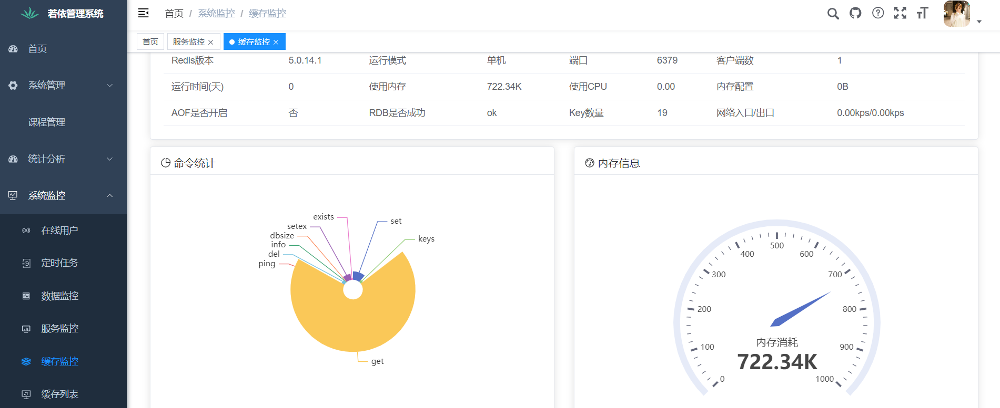 若依管理系统
首页 / 系统监控 / 缓存监控
首页
系统管理
课程管理
统计分析
系统监控
在线用户
定时任务
数据监控
服务监控
缓存监控
缓存列表
首页 服务监控 缓存监控
Redis版本 5.0.14.1 运行模式 单机 端口 6379 客户端数 1
运行时间(天) 0 使用内存 722.34K 使用CPU 0.00 内存配置 0B
AOF是否开启 否 RDB是否成功 ok Key数量 19 网络入口/出口 0.00kps/0.00kps
命令统计
exists
set
setex
dbsize
keys
info
del
ping
get
内存信息
0
100
200
300
400
500
600
700
800
900
1000
内存消耗
722.34K